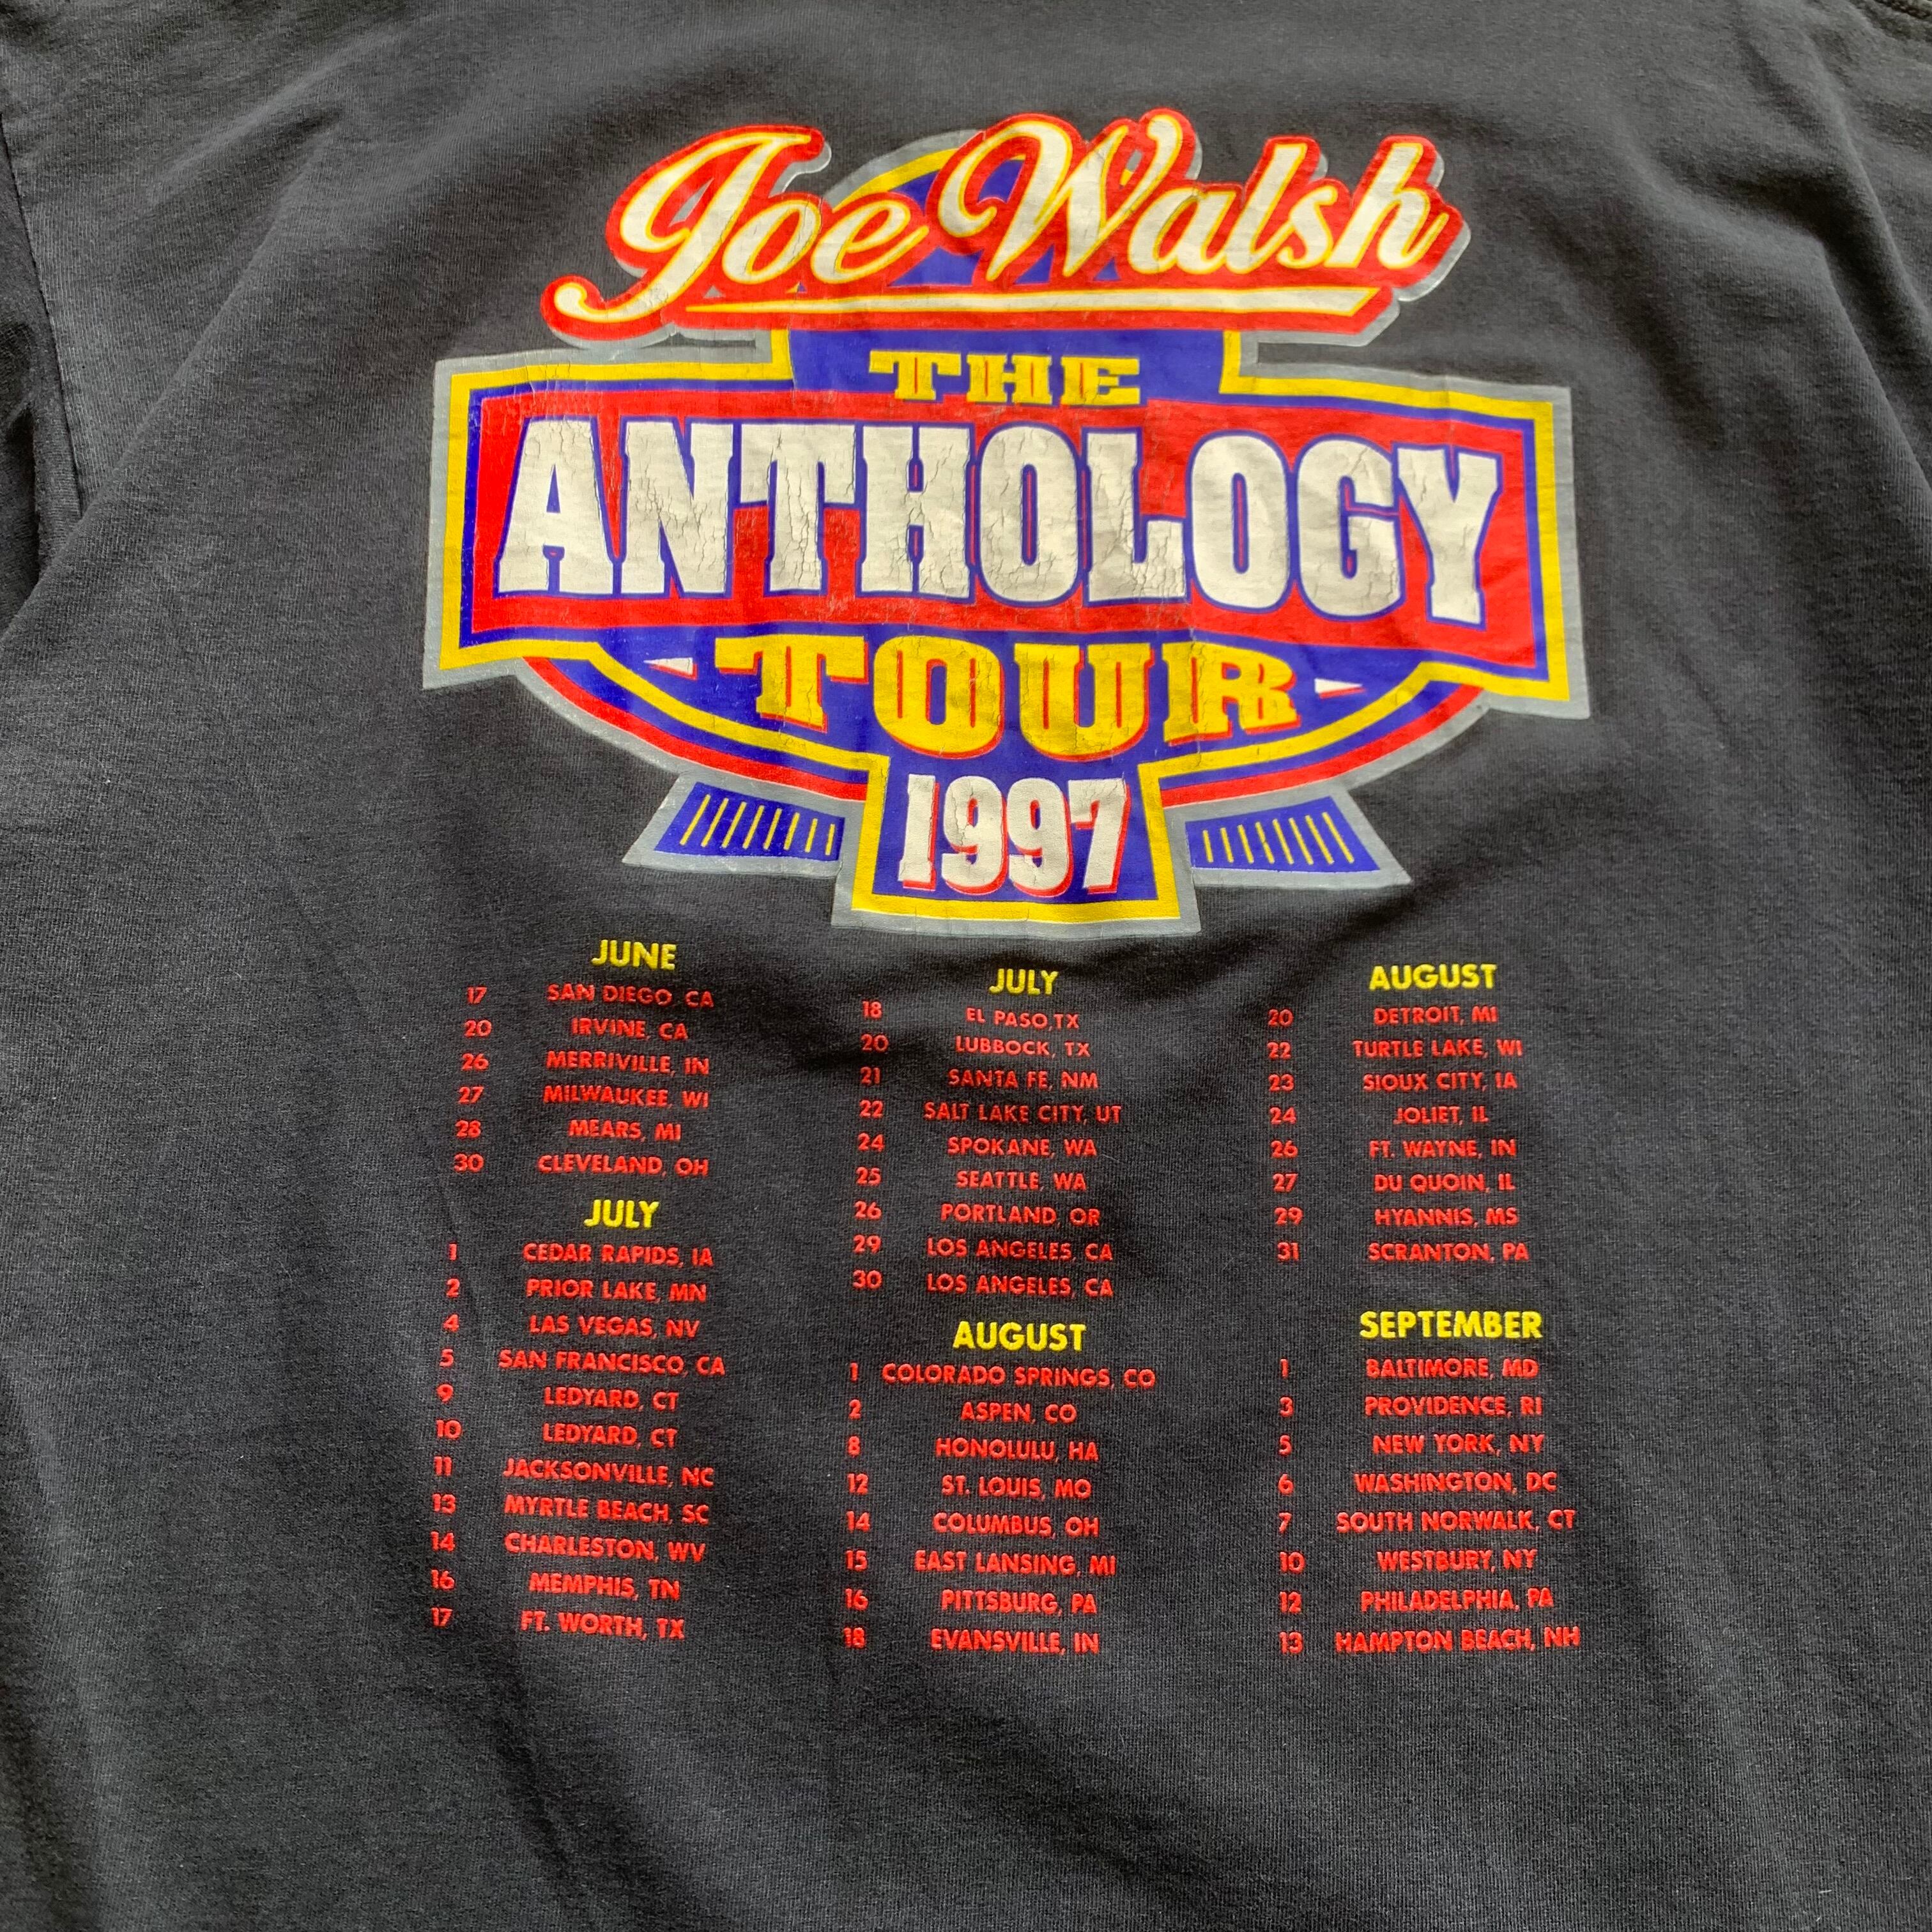 Joe Walsh
THE
ANTHOLOGY
TOUR
1997
JUNE
17 SAN DIEGO, CA
20 IRVINE, CA
26 MERRIVILLE, IN
27 MILWAUKEE, WI
28 MEARS, MI
30 CLEVELAND, OH
JULY
1 CEDAR RAPIDS, IA
2 PRIOR LAKE, MN
4 LAS VEGAS, NV
5 SAN FRANCISCO, CA
9 LEDYARD, CT
10 LEDYARD, CT
11 JACKSONVILLE, NC
13 MYRTLE BEACH, SC
14 CHARLESTON, WV
16 MEMPHIS, TN
17 FT. WORTH, TX
JULY
18 EL PASO,TX
20 LUBBOCK, TX
21 SANTA FE, NM
22 SALT LAKE CITY, UT
24 SPOKANE, WA
25 SEATTLE, WA
26 PORTLAND, OR
29 LOS ANGELES, CA
30 LOS ANGELES, CA
AUGUST
1 COLORADO SPRINGS, CO
2 ASPEN, CO
8 HONOLULU, HA
12 ST. LOUIS, MO
14 COLUMBUS, OH
15 EAST LANSING, MI
16 PITTSBURG, PA
18 EVANSVILLE, IN
AUGUST
20 DETROIT, MI
22 TURTLE LAKE, WI
23 SIOUX CITY, IA
24 JOLIET, IL
26 FT. WAYNE, IN
27 DU QUOIN, IL
29 HYANNIS, MS
31 SCRANTON, PA
SEPTEMBER
1 BALTIMORE, MD
3 PROVIDENCE, RI
5 NEW YORK, NY
6 WASHINGTON, DC
7 SOUTH NORWALK, CT
10 WESTBURY, NY
12 PHILADELPHIA, PA
13 HAMPTON BEACH, NH